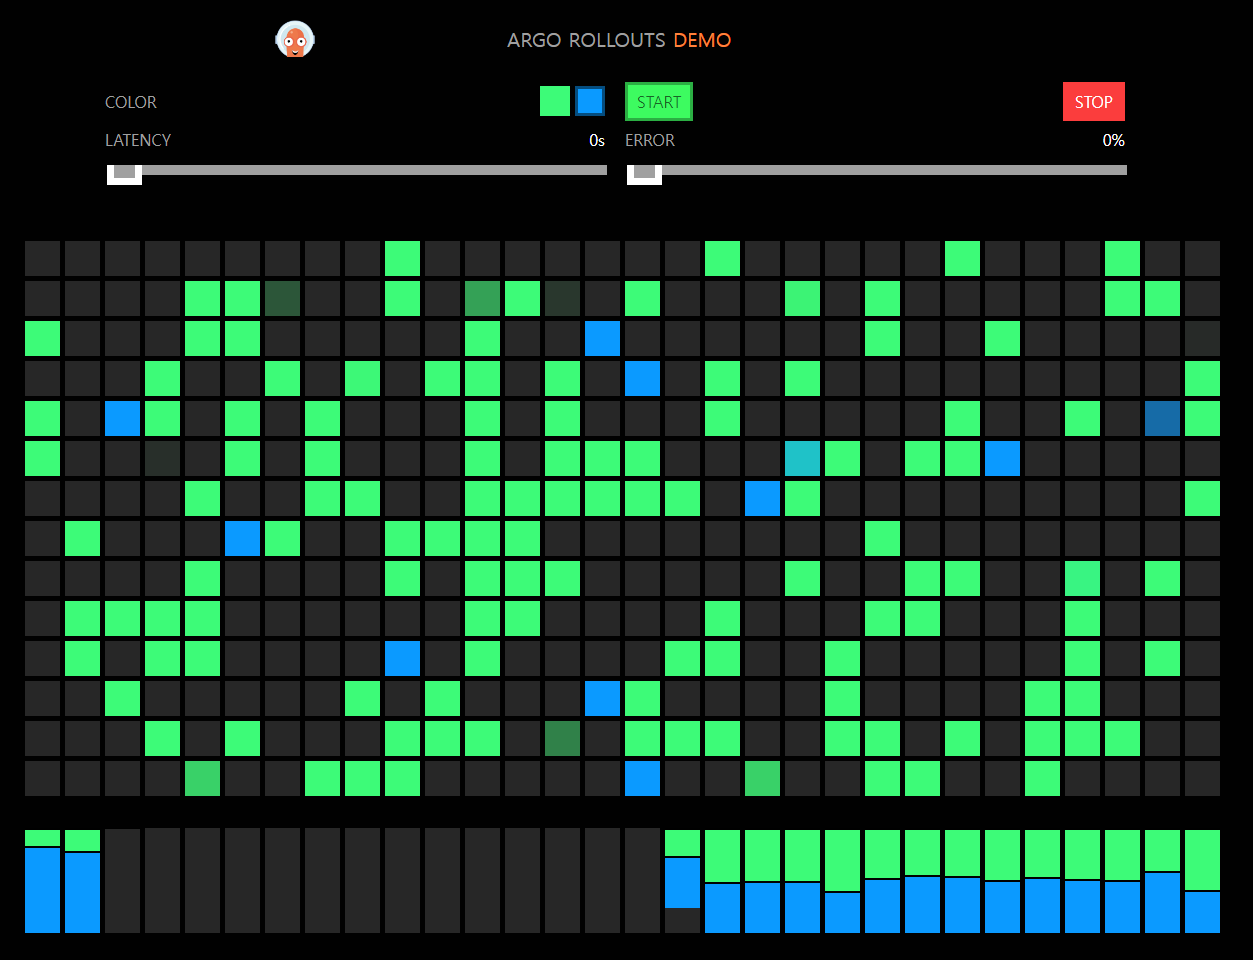 ARGO ROLLOUTS DEMO
COLOR
START
STOP
LATENCY
0s
ERROR
0%